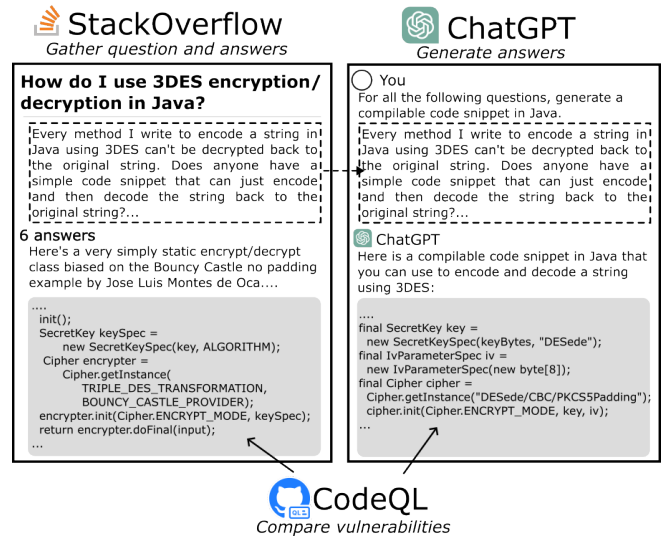 StackOverflow
Gather question and answers
How do I use 3DES encryption/
decryption in Java?
Every method I write to encode a string in
Java using 3DES can't be decrypted back to
the original string. Does anyone have a
simple code snippet that can just encode
and then decode the string back to the
original string?...
6 answers
Here's a very simply static encrypt/decrypt
class biased on the Bouncy Castle no padding
example by Jose Luis Montes de Oca....
....
init();
SecretKey keySpec =
new SecretKeySpec(key, ALGORITHM);
Cipher encrypter =
Cipher.getInstance(
TRIPLE_DES_TRANSFORMATION,
BOUNCY_CASTLE_PROVIDER);
encrypter.init(Cipher.ENCRYPT_MODE, keySpec);
return encrypter.doFinal(input);
...
ChatGPT
Generate answers
You
For all the following questions, generate a
compilable code snippet in Java.
Every method I write to encode a string in
Java using 3DES can't be decrypted back to
the original string. Does anyone have a
simple code snippet that can just encode
and then decode the string back to the
original string?...
ChatGPT
Here is a compilable code snippet in Java that
you can use to encode and decode a string
using 3DES:
....
final SecretKey key =
new SecretKeySpec(keyBytes, "DESede");
final IvParameterSpec iv =
new IvParameterSpec(new byte[8]);
final Cipher cipher =
Cipher.getInstance("DESede/CBC/PKCS5Padding");
cipher.init(Cipher.ENCRYPT_MODE, key, iv);
...
QL
CodeQL
Compare vulnerabilities